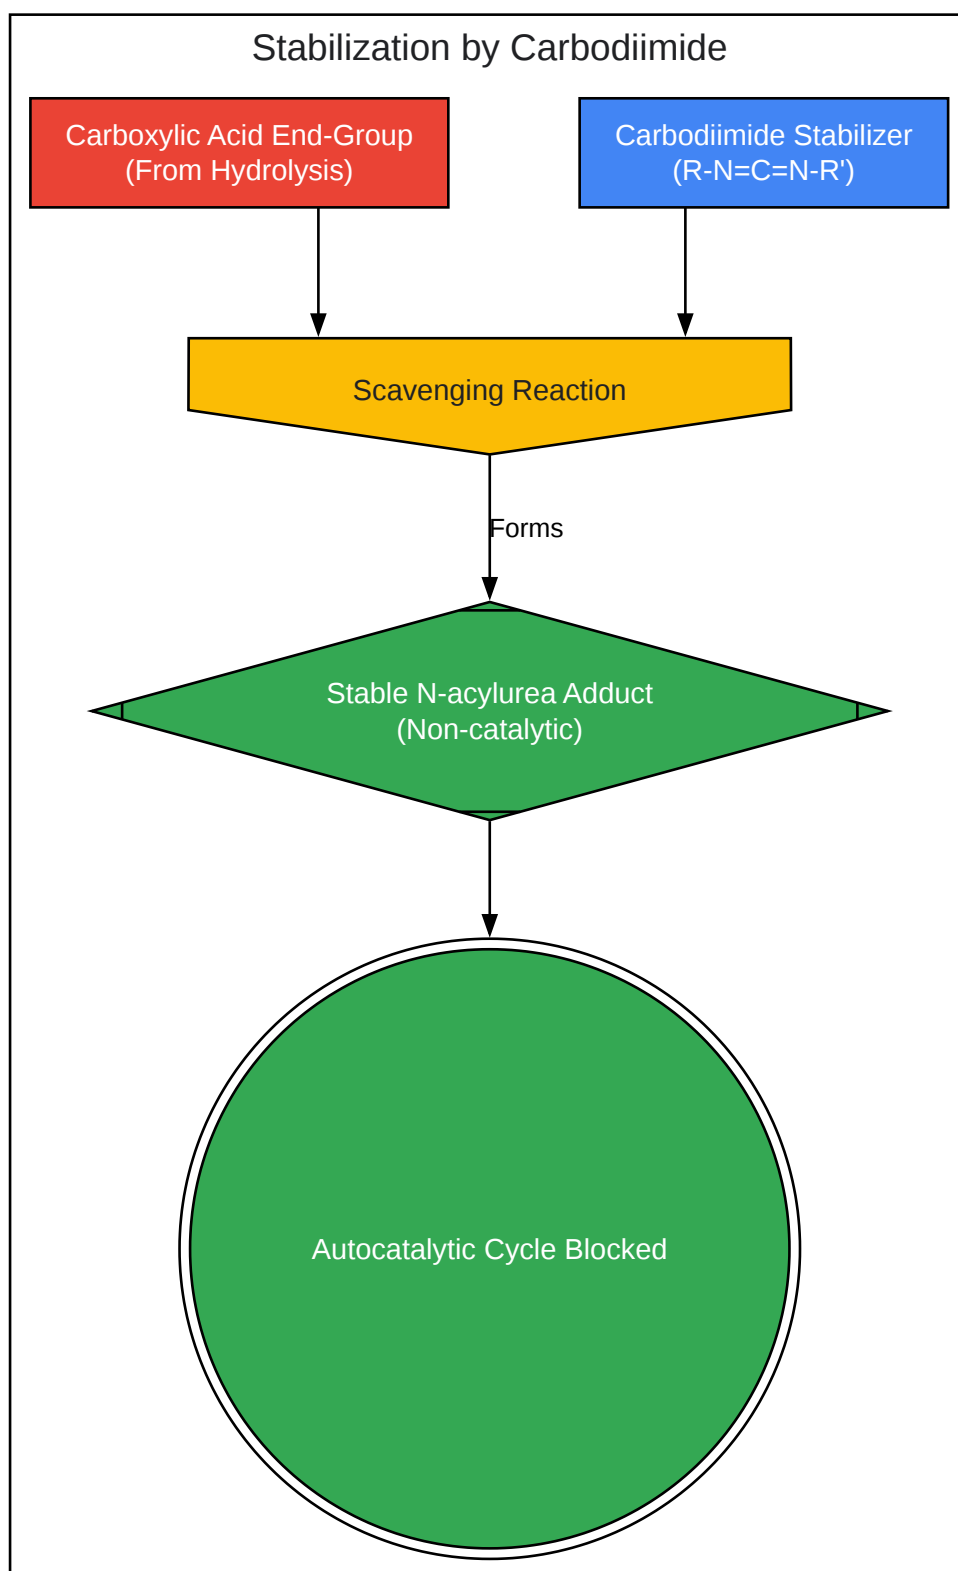 Stabilization by Carbodiimide
Carboxylic Acid End-Group
(From Hydrolysis)
Carbodiimide Stabilizer
(R-N=C=N-R')
Scavenging Reaction
Forms
Stable N-acylurea Adduct
(Non-catalytic)
Autocatalytic Cycle Blocked